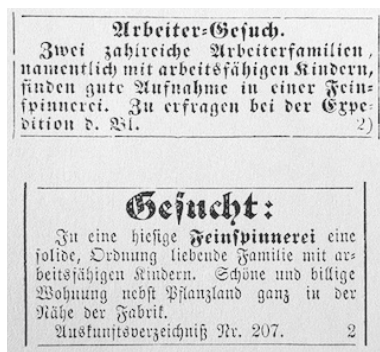 Arbeiter-Gesuch.
Zwei zahlreiche Arbeiterfamilien,
namentlich mit arbeitsfähigen Kindern,
finden gute Aufnahme in einer Fein-
spinnerei. Zu erfragen bei der Expe-
dition d. Bl. 2)
Gesucht:
In eine hiesige Feinspinnerei eine
solide, Ordnung liebende Familie mit ar-
beitsfähigen Kindern. Schöne und billige
Wohnung nebst Pflanzland ganz in der
Nähe der Fabrik.
Auskunftsverzeichniß Nr. 207. 2